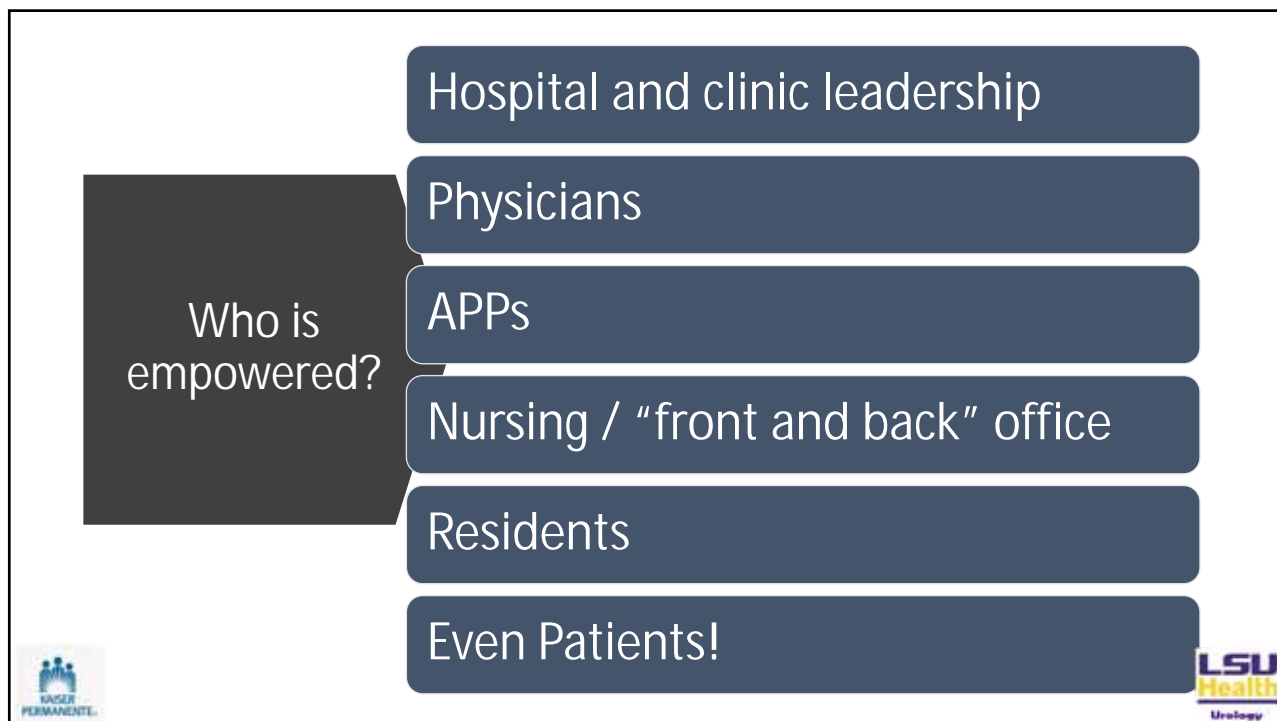 Who is
empowered?
Hospital and clinic leadership
Physicians
APPs
Nursing / “front and back” office
Residents
Even Patients!
KAISER
PERMANENTE.
LSU
Health
Urology